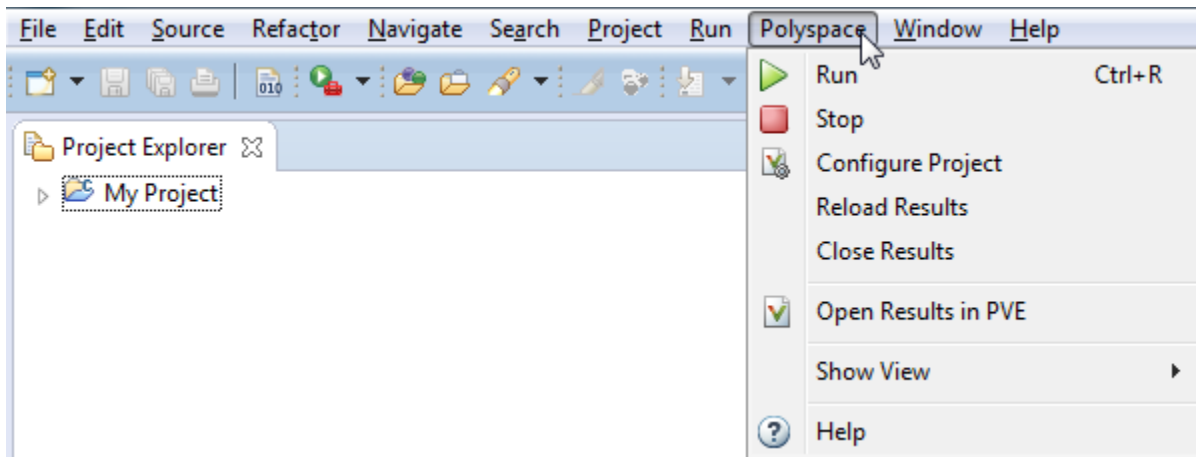 File Edit Source Refactor Navigate Search Project Run Polyspace Window Help
Run Ctrl+R
010
Stop
Project Explorer
Configure Project
My Project
Reload Results
Close Results
Open Results in PVE
Show View
Help